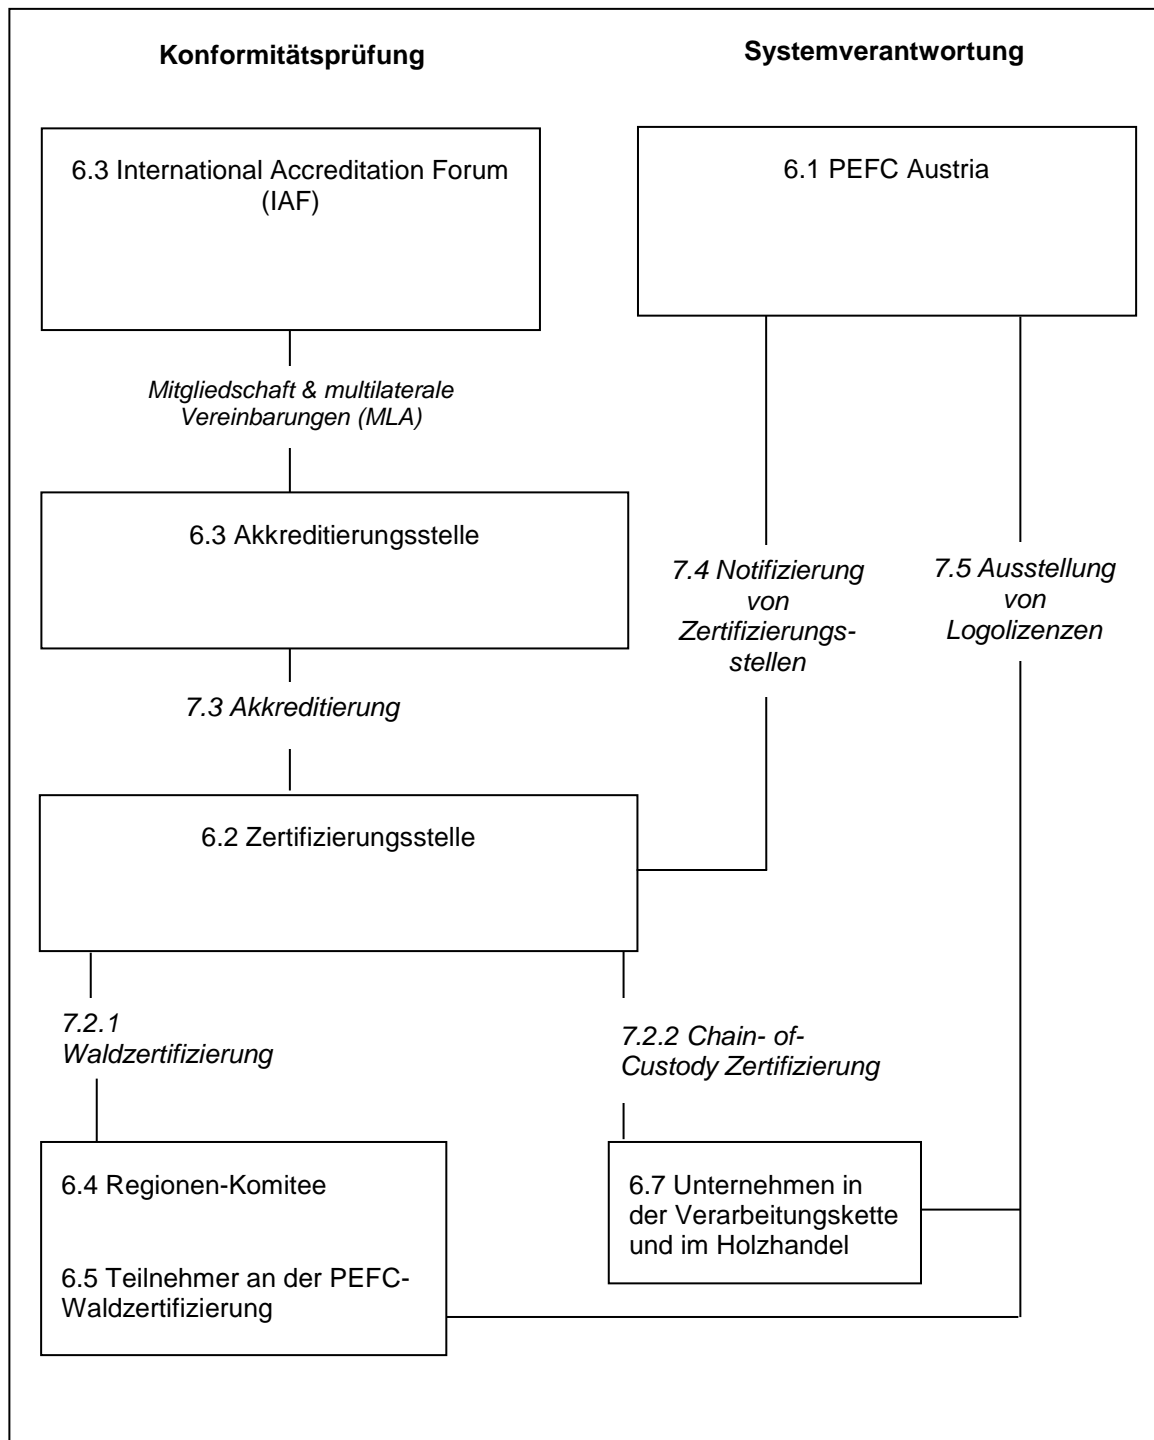 Konformitätsprüfung
Systemverantwortung
6.3 International Accreditation Forum
(IAF)
6.1 PEFC Austria
Mitgliedschaft & multilaterale
Vereinbarungen (MLA)
6.3 Akkreditierungsstelle
7.4 Notifizierung
von
Zertifizierungs-
stellen
7.5 Ausstellung
von
Logolizenzen
7.3 Akkreditierung
6.2 Zertifizierungsstelle
7.2.1
Waldzertifizierung
7.2.2 Chain- of-
Custody Zertifizierung
6.4 Regionen-Komitee
6.5 Teilnehmer an der PEFC-
Waldzertifizierung
6.7 Unternehmen in
der Verarbeitungskette
und im Holzhandel